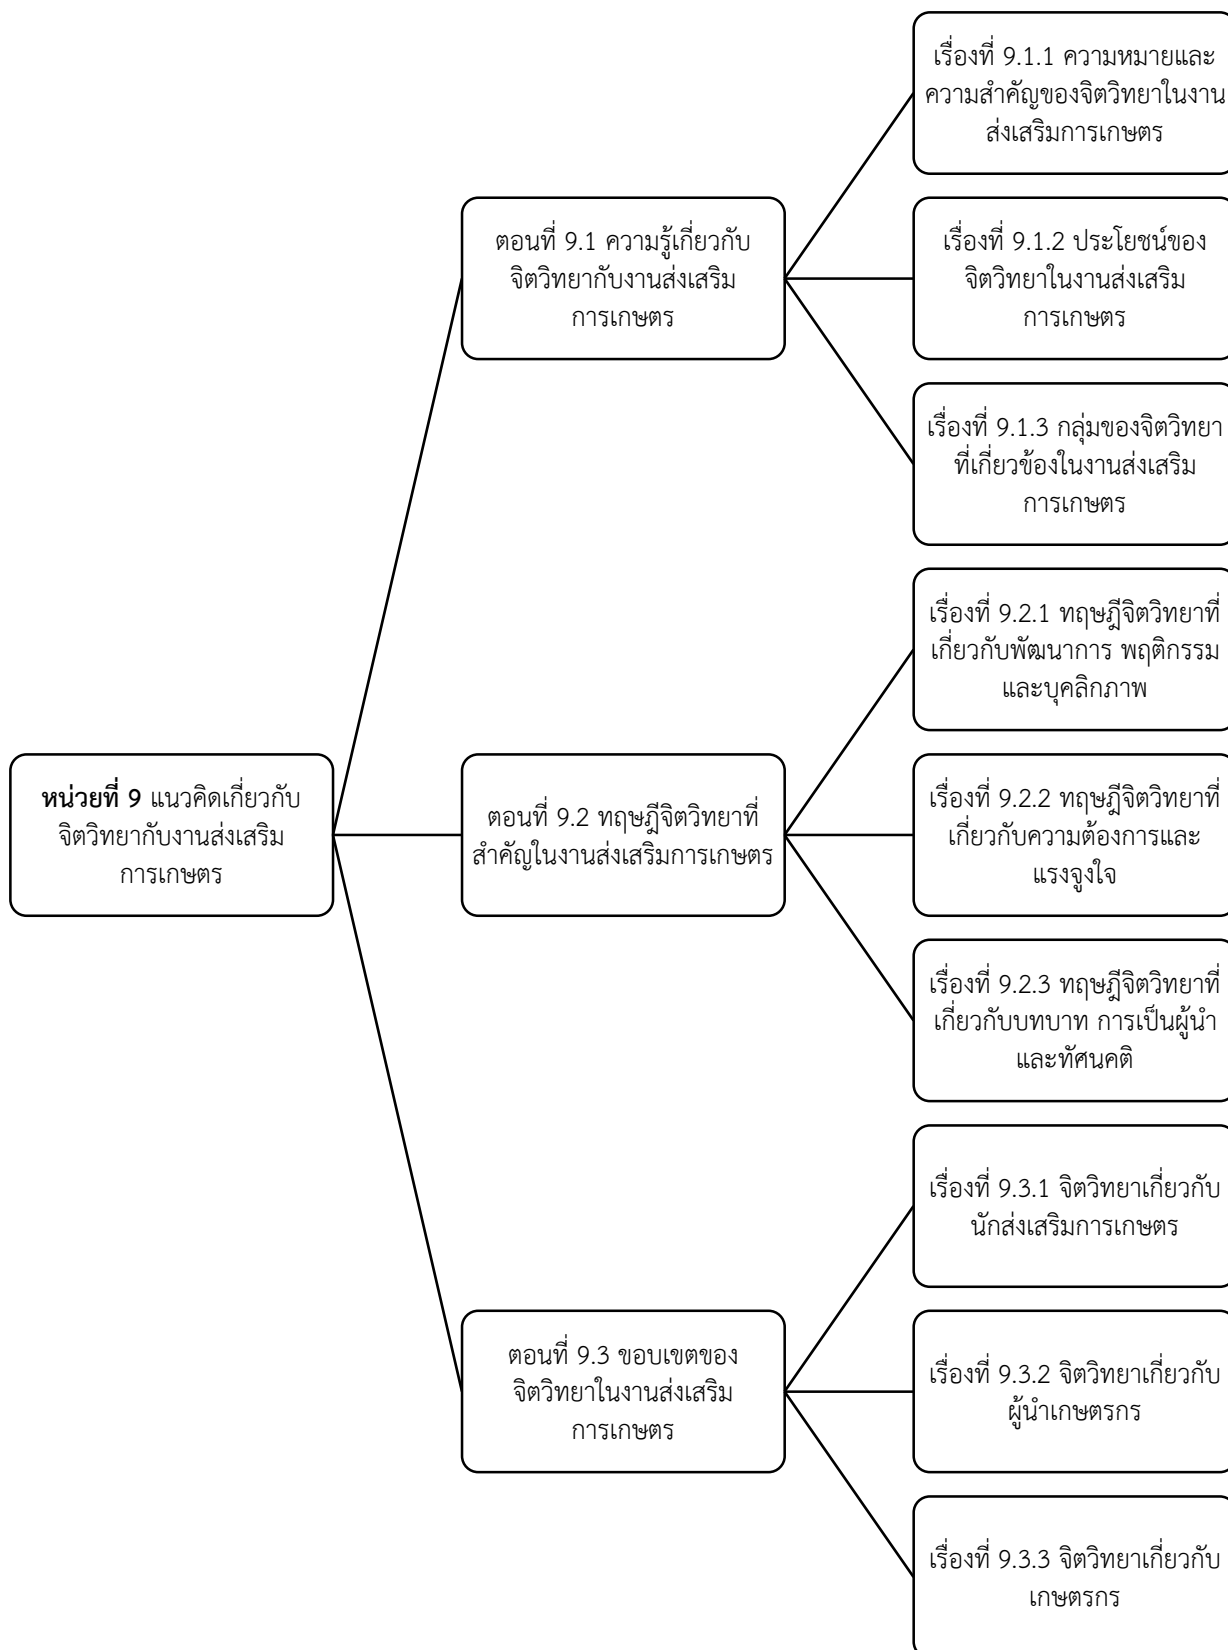 หน่วยที่ 9 แนวคิดเกี่ยวกับ
จิตวิทยากับงานส่งเสริม
การเกษตร
ตอนที่ 9.1 ความรู้เกี่ยวกับ
จิตวิทยากับงานส่งเสริม
การเกษตร
เรื่องที่ 9.1.1 ความหมายและ
ความสำคัญของจิตวิทยาในงาน
ส่งเสริมการเกษตร
เรื่องที่ 9.1.2 ประโยชน์ของ
จิตวิทยาในงานส่งเสริม
การเกษตร
เรื่องที่ 9.1.3 กลุ่มของจิตวิทยา
ที่เกี่ยวข้องในงานส่งเสริม
การเกษตร
ตอนที่ 9.2 ทฤษฎีจิตวิทยาที่
สำคัญในงานส่งเสริมการเกษตร
เรื่องที่ 9.2.1 ทฤษฎีจิตวิทยาที่
เกี่ยวกับพัฒนาการ พฤติกรรม
และบุคลิกภาพ
เรื่องที่ 9.2.2 ทฤษฎีจิตวิทยาที่
เกี่ยวกับความต้องการและ
แรงจูงใจ
เรื่องที่ 9.2.3 ทฤษฎีจิตวิทยาที่
เกี่ยวกับบทบาท การเป็นผู้นำ
และทัศนคติ
ตอนที่ 9.3 ขอบเขตของ
จิตวิทยาในงานส่งเสริม
การเกษตร
เรื่องที่ 9.3.1 จิตวิทยาเกี่ยวกับ
นักส่งเสริมการเกษตร
เรื่องที่ 9.3.2 จิตวิทยาเกี่ยวกับ
ผู้นำเกษตรกร
เรื่องที่ 9.3.3 จิตวิทยาเกี่ยวกับ
เกษตรกร